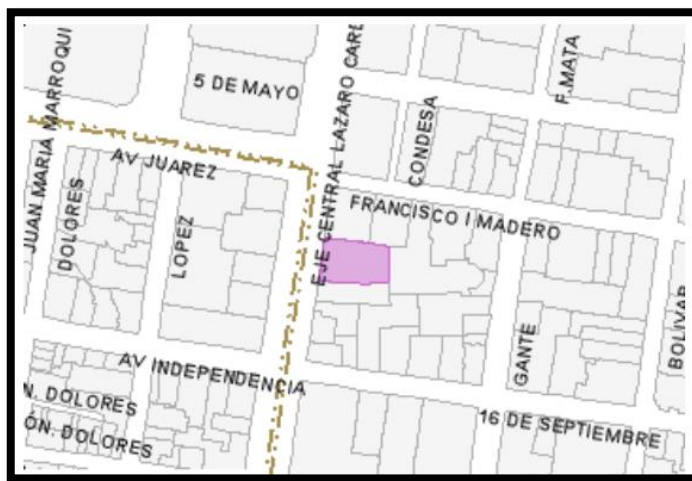 JUAN MARIA MARROQUI
5 DE MAYO
EJE CENTRAL LAZARO CARD
CONDESA
F.MATA
AV JUAREZ
DOLORES
LOPEZ
FRANCISCO I MADERO
GANTE
BOLIVAR
AV INDEPENDENCIA
16 DE SEPTIEMBRE
N. DOLORES
ÓN. DOLORES